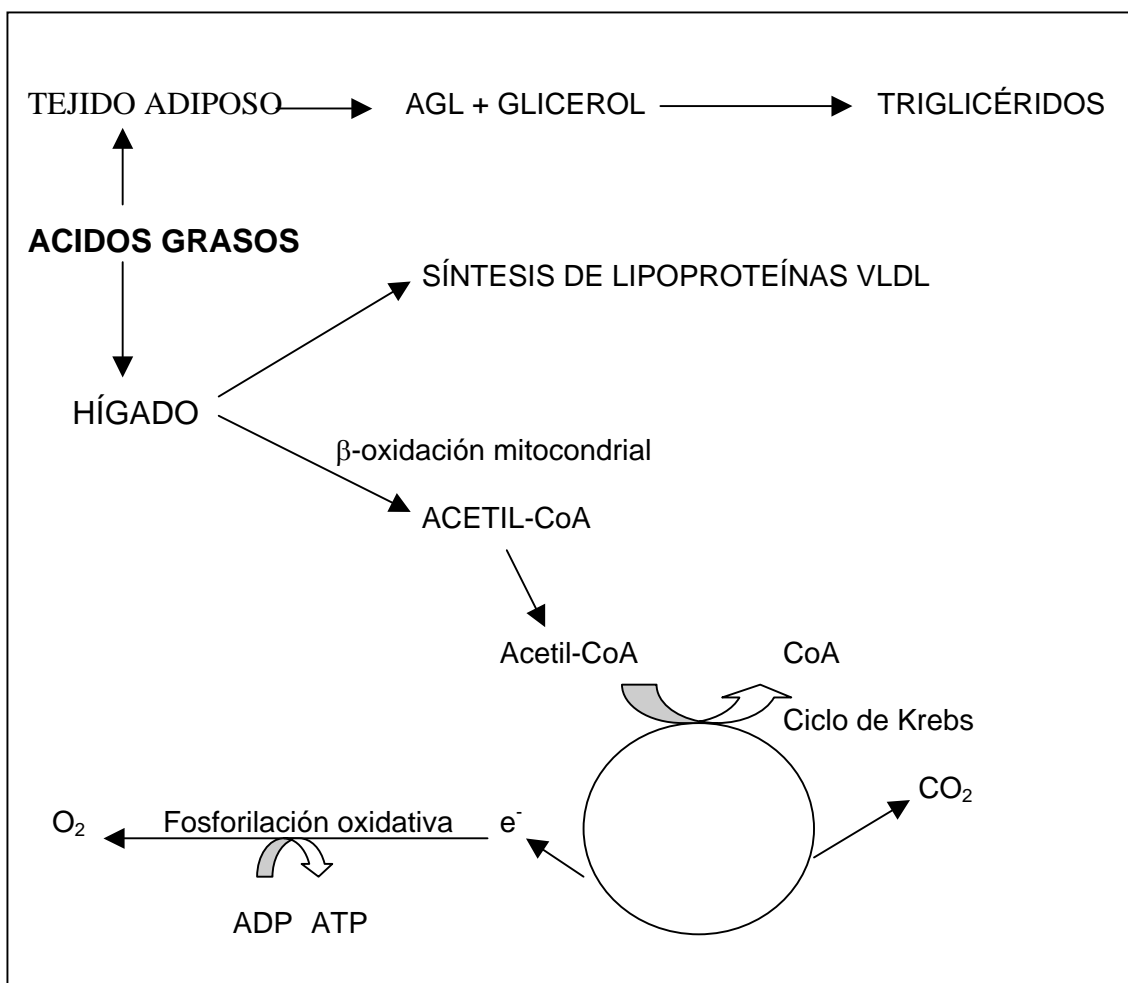 TEJIDO ADIPOSO AGL + GLICEROL TRIGLICÉRIDOS
ACIDOS GRASOS
SÍNTESIS DE LIPOPROTEÍNAS VLDL
HÍGADO
β-oxidación mitocondrial
ACETIL-CoA
Acetil-CoA CoA
Ciclo de Krebs
CO₂
O₂ Fosforilación oxidativa e⁻
ADP ATP